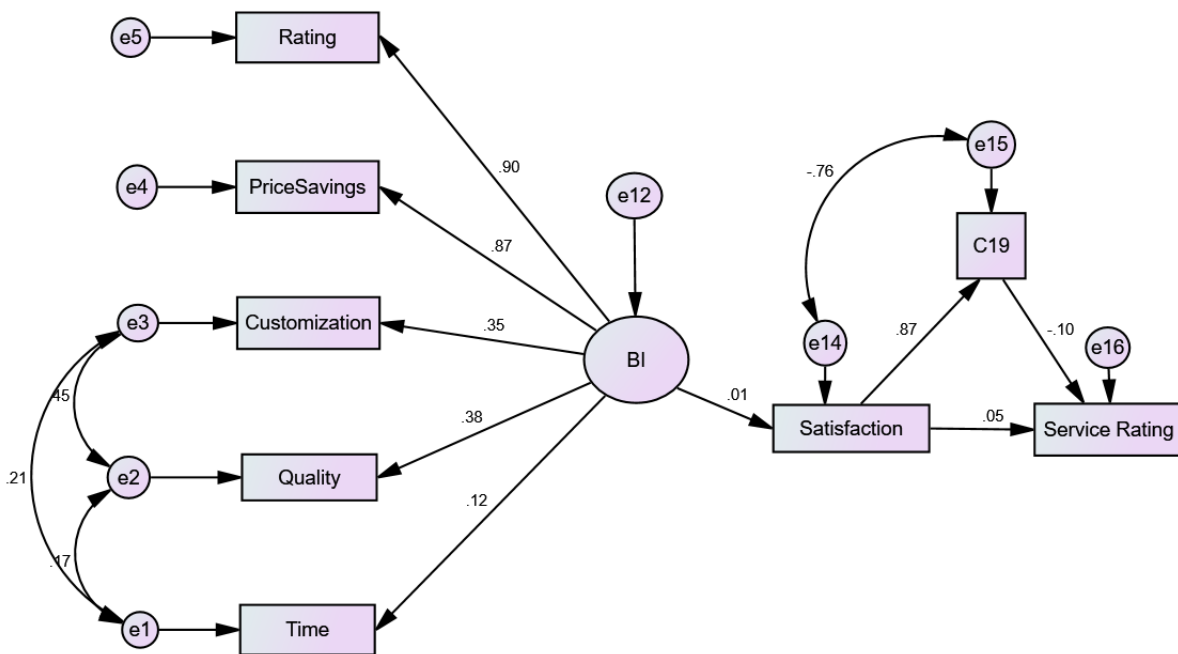 e5
Rating
.90
e4
PriceSavings
.87
e12
e15
-.76
C19
e3
Customization
.35
BI
e14
.87
-.10
e16
.45
.01
Satisfaction
.05
Service Rating
.38
.21
e2
Quality
.12
.17
e1
Time